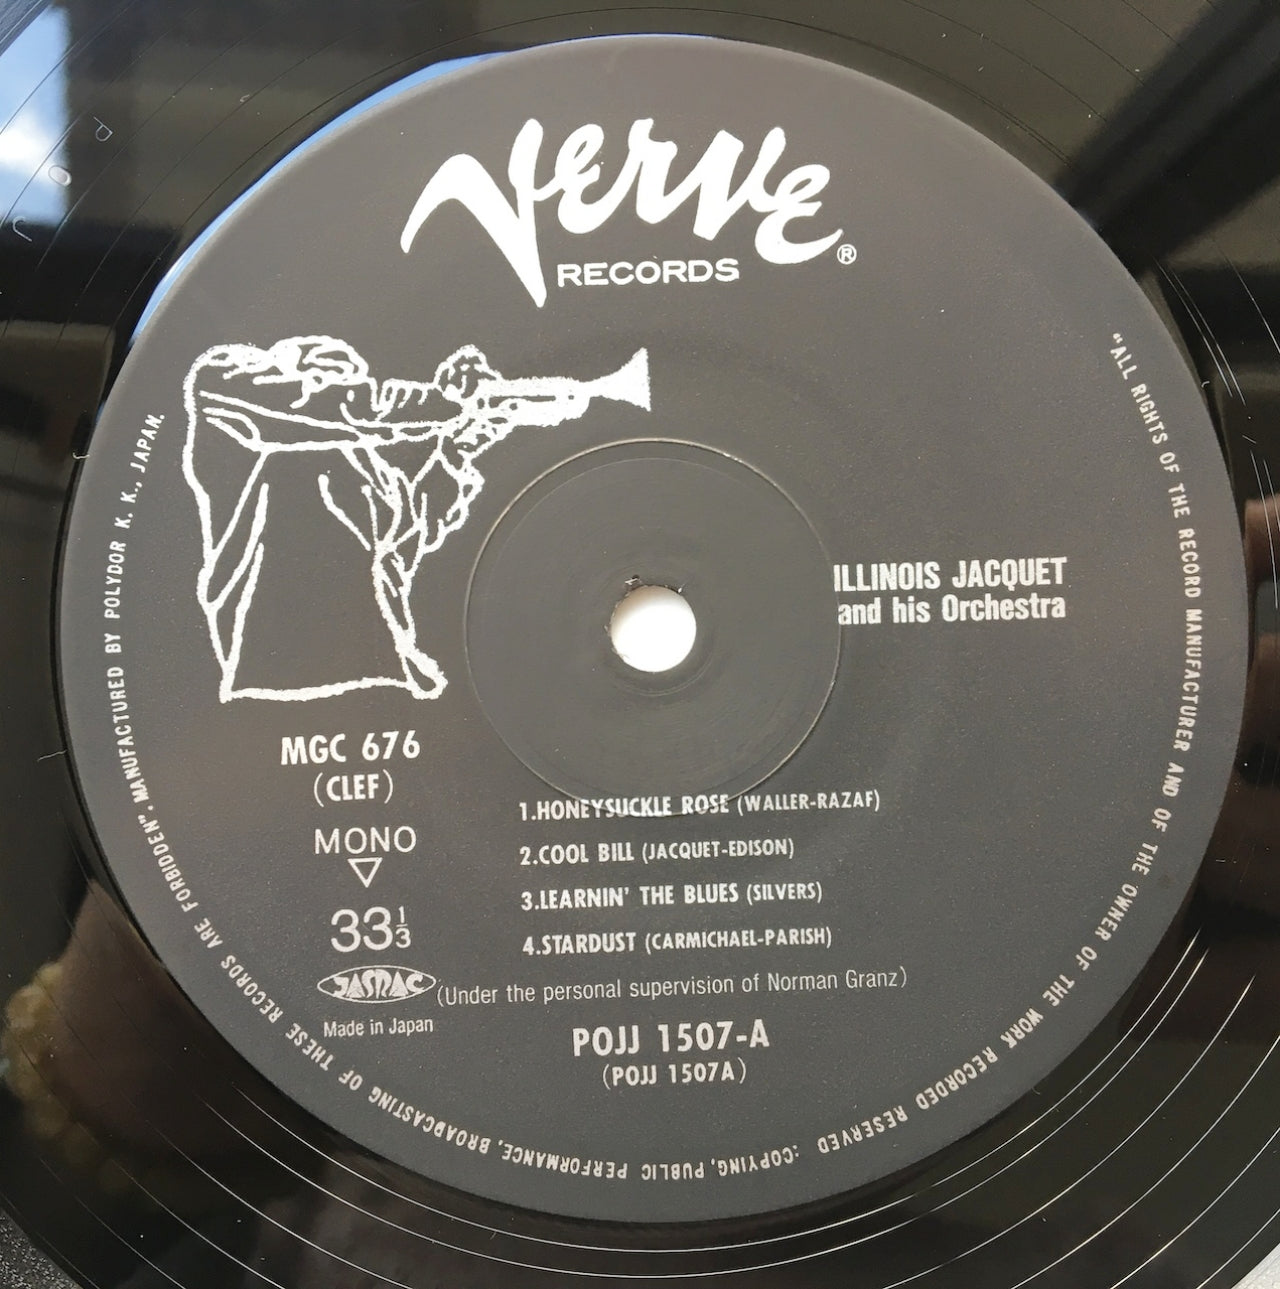 Verve
RECORDS ®
ILLINOIS JACQUET
and his Orchestra
MGC 676
(CLEF)
MONO
33 1/3
JASRAC
Made in Japan
1.HONEYSUCKLE ROSE (WALLER-RAZAF)
2.COOL BILL (JACQUET-EDISON)
3.LEARNIN' THE BLUES (SILVERS)
4.STARDUST (CARMICHAEL-PARISH)
(Under the personal supervision of Norman Granz)
POJJ 1507-A
(POJJ 1507A)
"ALL RIGHTS OF THE RECORD MANUFACTURER AND OF THE OWNER OF THE WORK RECORDED RESERVED :COPYING, PUBLIC PERFORMANCE, BROADCASTING OF THESE RECORDS ARE FORBIDDEN". MANUFACTURED BY POLYDOR K. K., JAPAN.
P O J